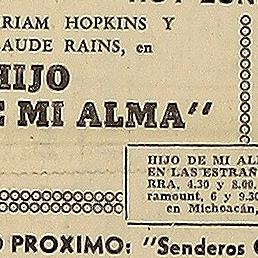 RIAM HOPKINS Y
AUDE RAINS, en
HIJO
E MI ALMA"
HIJO DE MI AL
EN LAS ESTRAÑ
RRA, 4.30 y 8.00.
ramount, 6 y 9.30
en Michoacán,
O PROXIMO: "Senderos